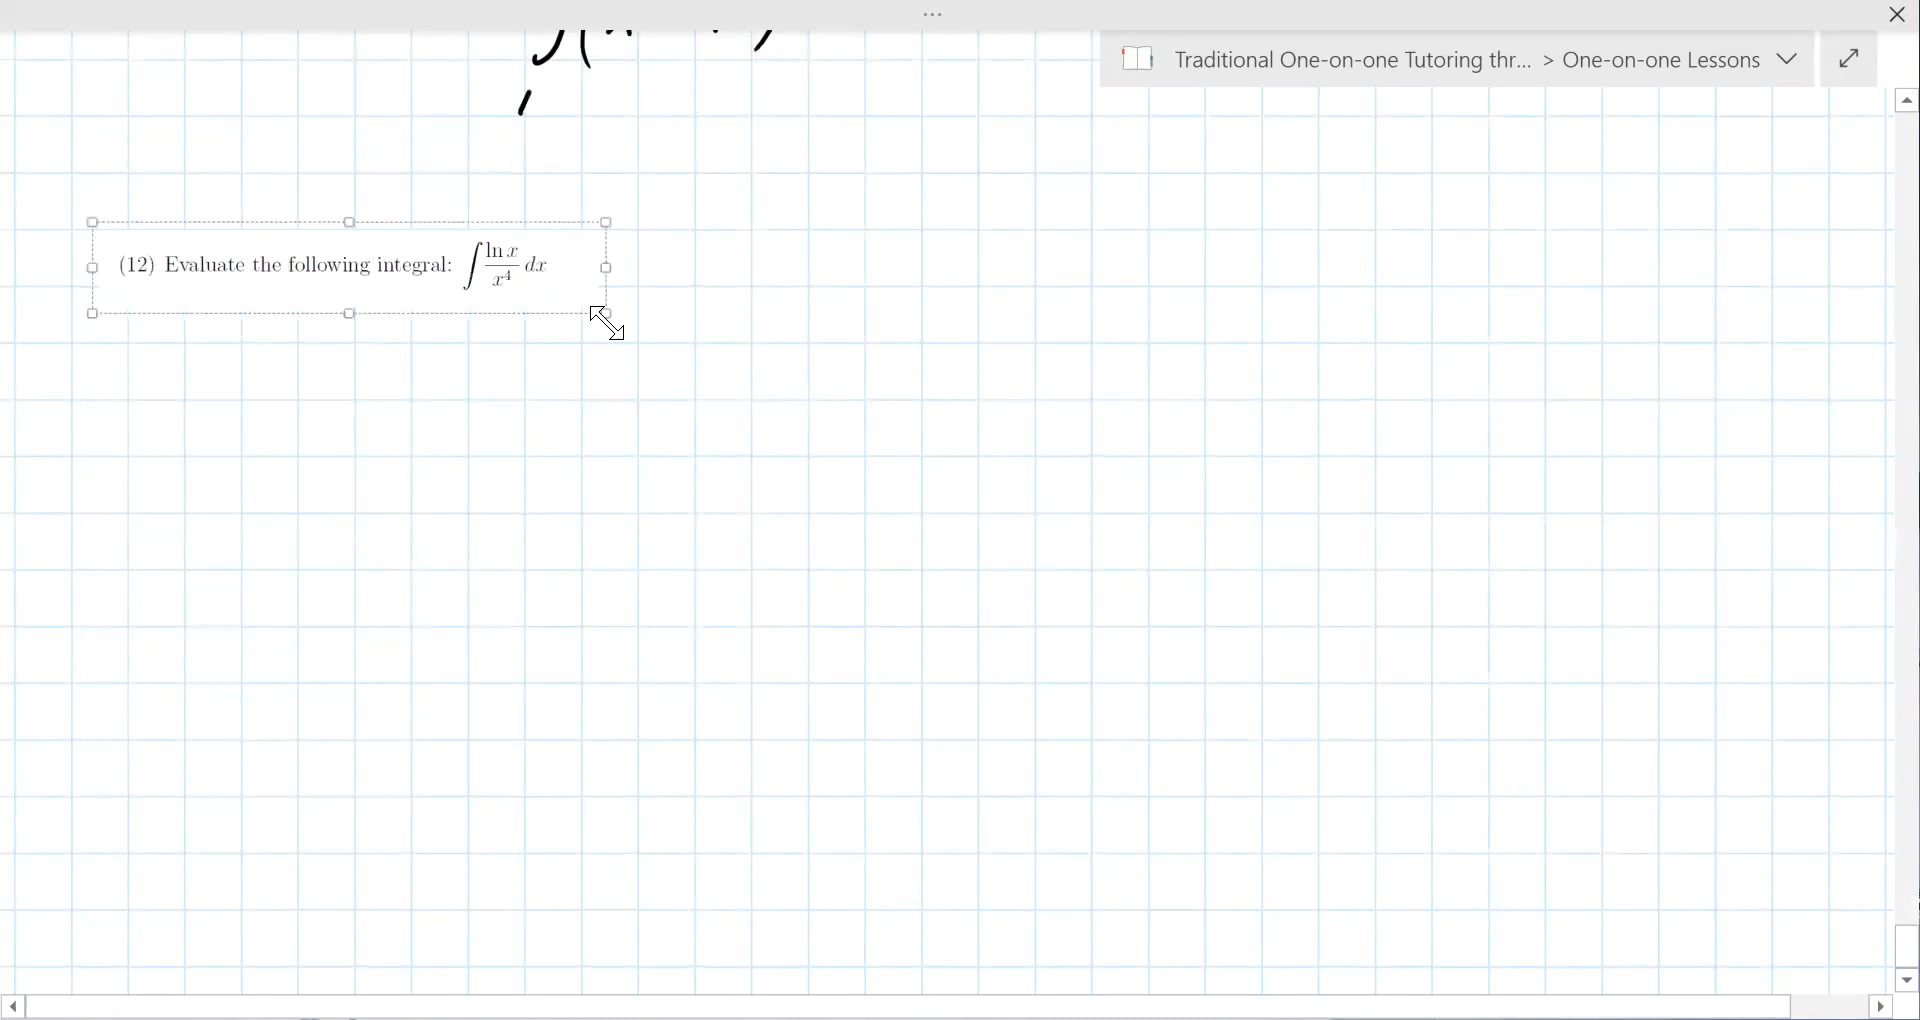 Traditional One-on-one Tutoring thr... > One-on-one Lessons
(12) Evaluate the following integral: ∫ ln x / x⁴ dx